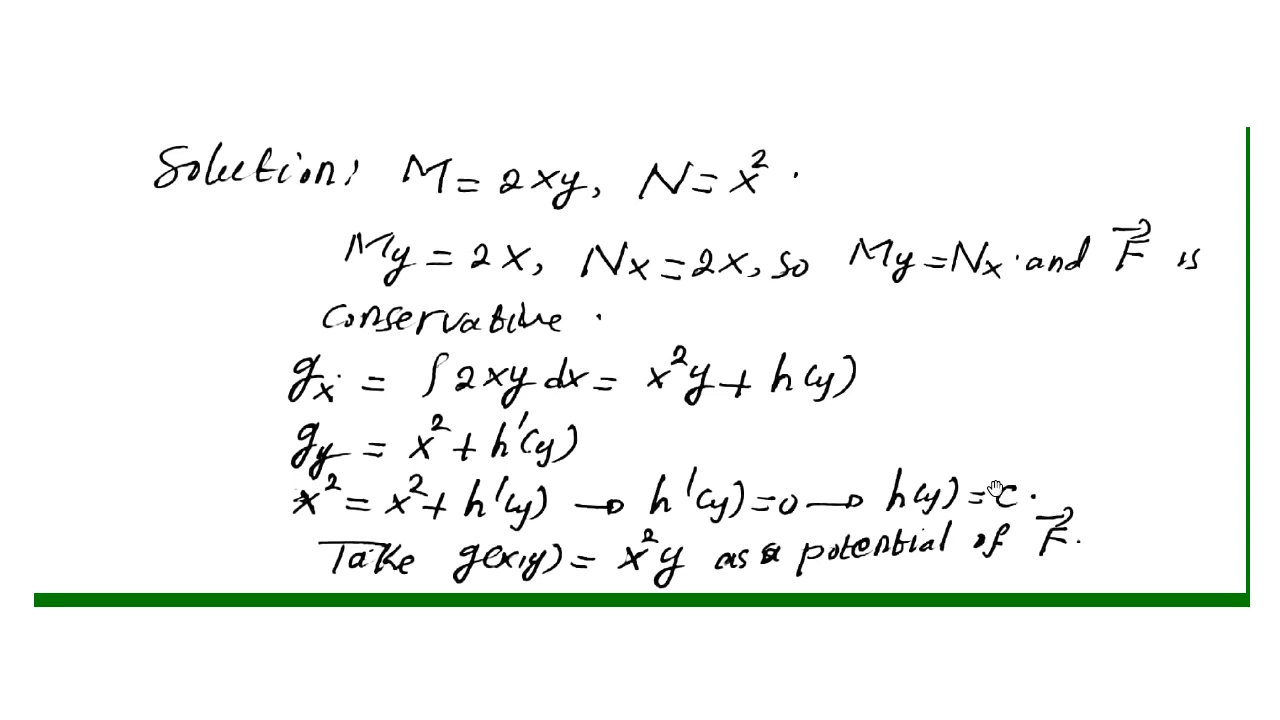 Solution: M = 2xy, N = x².
My = 2x, Nx = 2x, so My = Nx. and F⃗ is
conservative.
gx = ∫2xy dx = x²y + h(y)
gy = x² + h'(y)
x² = x² + h'(y) → h'(y) = 0 → h(y) = c.
Take g(x,y) = x²y as a potential of F⃗.